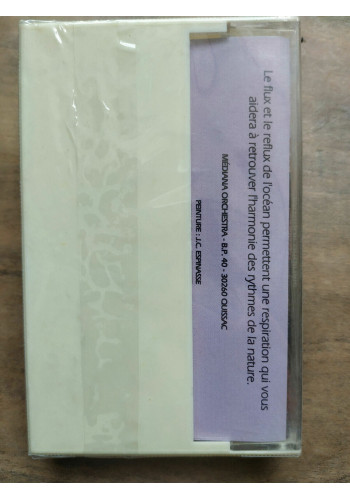 Le flux et le reflux de l'océan permettent une respiration qui vous
aidera à retrouver l'harmonie des rythmes de la nature.
MÉDIANA ORCHESTRA - B.P. 40 - 30260 QUISSAC
PEINTURE : J.C. ESPINASSE